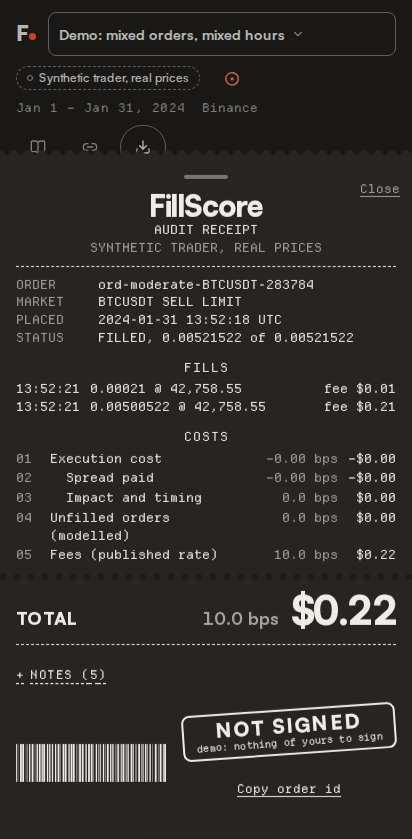 F.
Demo: mixed orders, mixed hours
Synthetic trader, real prices
Jan 1 – Jan 31, 2024 Binance
Close
FillScore
AUDIT RECEIPT
SYNTHETIC TRADER, REAL PRICES
ORDER ord-moderate-BTCUSDT-283784
MARKET BTCUSDT SELL LIMIT
PLACED 2024-01-31 13:52:18 UTC
STATUS FILLED, 0.00521522 of 0.00521522
FILLS
13:52:21 0.00021 @ 42,758.55 fee $0.01
13:52:21 0.00500522 @ 42,758.55 fee $0.21
COSTS
01 Execution cost −0.00 bps −$0.00
02 Spread paid −0.00 bps −$0.00
03 Impact and timing 0.0 bps $0.00
04 Unfilled orders 0.0 bps $0.00
(modelled)
05 Fees (published rate) 10.0 bps $0.22
TOTAL 10.0 bps $0.22
+ NOTES (5)
NOT SIGNED
demo: nothing of yours to sign
Copy order id